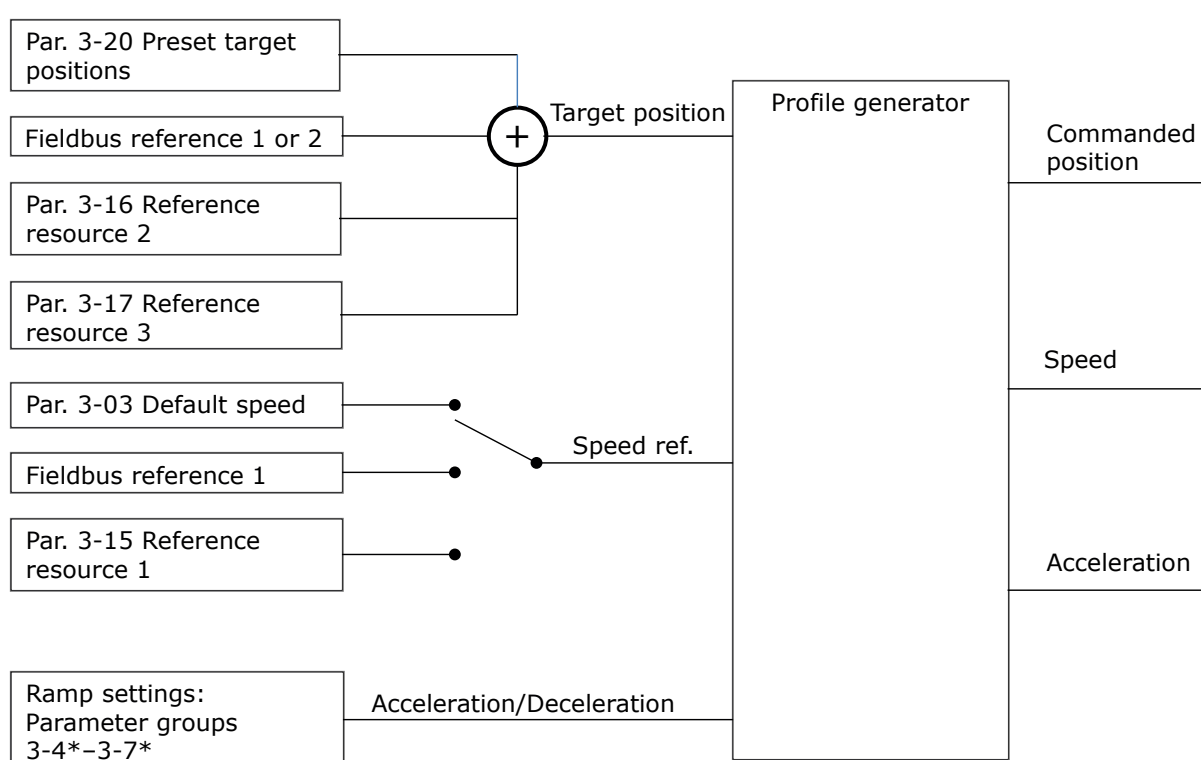 Par. 3-20 Preset target
positions
Fieldbus reference 1 or 2
Par. 3-16 Reference
resource 2
Par. 3-17 Reference
resource 3
Par. 3-03 Default speed
Fieldbus reference 1
Par. 3-15 Reference
resource 1
Ramp settings:
Parameter groups
3-4*–3-7*
+
Target position
Speed ref.
Acceleration/Deceleration
Profile generator
Commanded
position
Speed
Acceleration